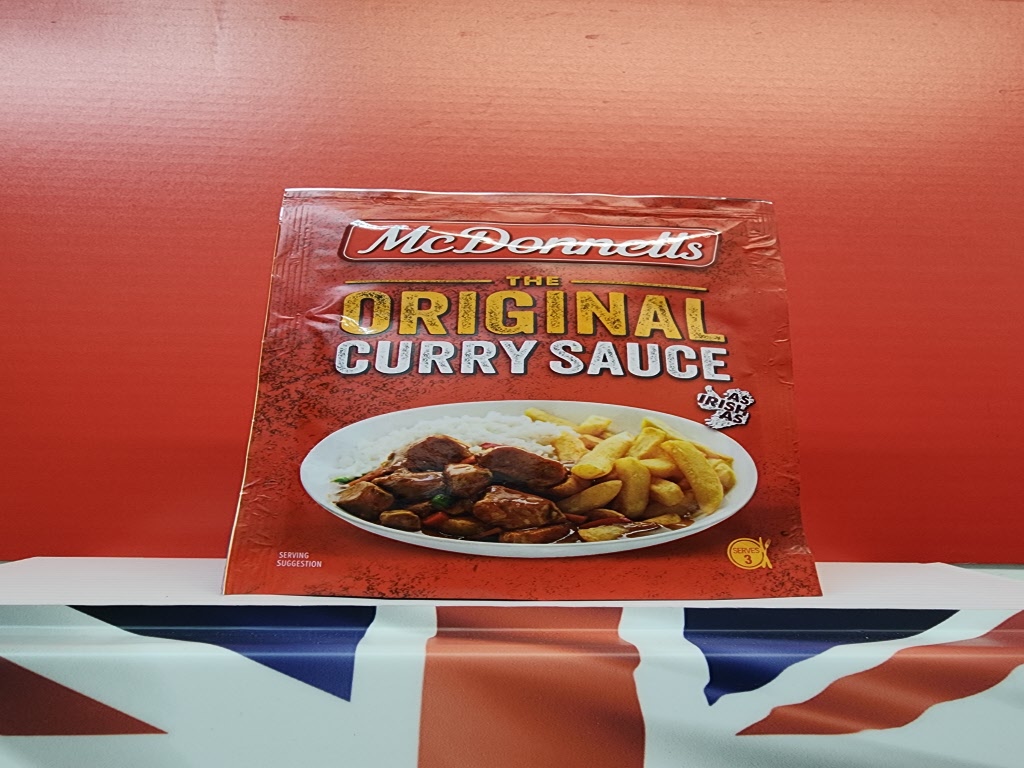 McDonnells
THE
ORIGINAL
CURRY SAUCE
AS
IRISH
AS
SERVING
SUGGESTION
SERVES
3